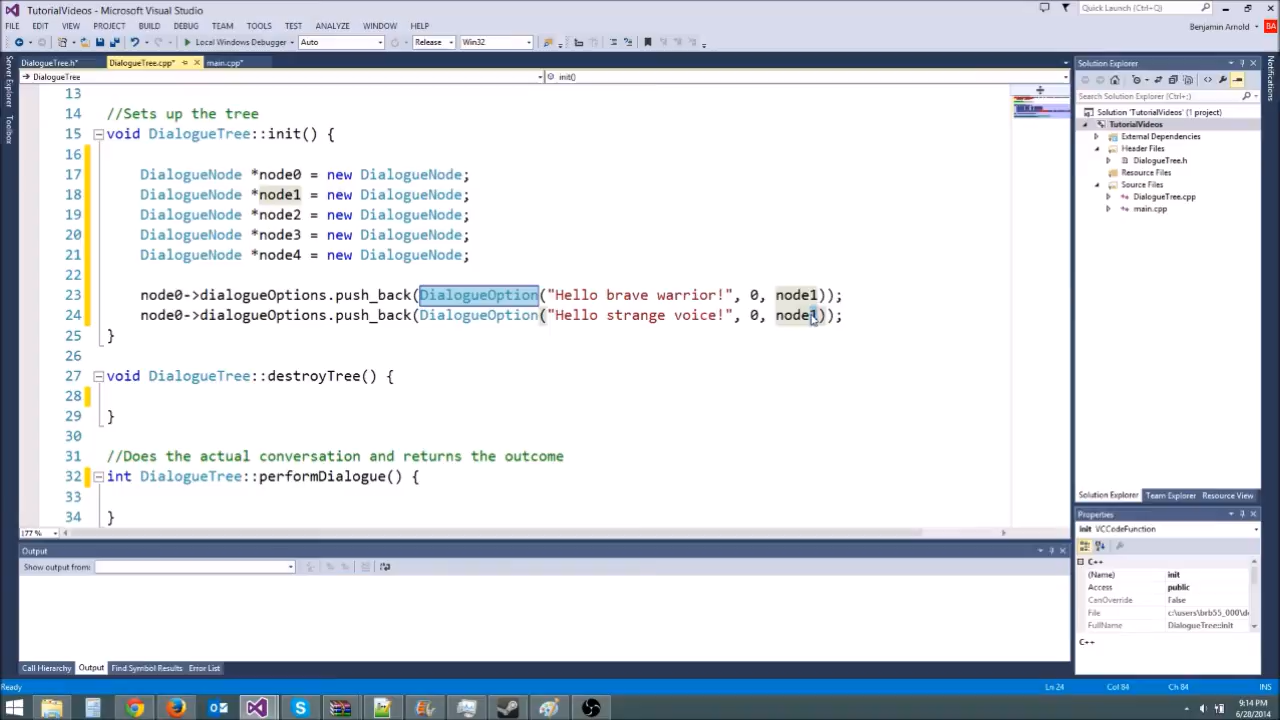 TutorialVideos - Microsoft Visual Studio
Quick Launch (Ctrl+Q)
FILE EDIT VIEW PROJECT BUILD DEBUG TEAM TOOLS TEST ANALYZE WINDOW HELP
Benjamin Arnold BA
Local Windows Debugger Auto Release Win32
DialogueTree.h* DialogueTree.cpp* main.cpp*
DialogueTree init()
Server Explorer
Toolbox
Notifications
13
14 //Sets up the tree
15 void DialogueTree::init() {
16
17 DialogueNode *node0 = new DialogueNode;
18 DialogueNode *node1 = new DialogueNode;
19 DialogueNode *node2 = new DialogueNode;
20 DialogueNode *node3 = new DialogueNode;
21 DialogueNode *node4 = new DialogueNode;
22
23 node0->dialogueOptions.push_back(DialogueOption("Hello brave warrior!", 0, node1));
24 node0->dialogueOptions.push_back(DialogueOption("Hello strange voice!", 0, node1));
25 }
26
27 void DialogueTree::destroyTree() {
28
29 }
30
31 //Does the actual conversation and returns the outcome
32 int DialogueTree::performDialogue() {
33
34 }
177 %
Solution Explorer
Search Solution Explorer (Ctrl+;)
Solution 'TutorialVideos' (1 project)
TutorialVideos
External Dependencies
Header Files
DialogueTree.h
Resource Files
Source Files
DialogueTree.cpp
main.cpp
Solution Explorer Team Explorer Resource View
Properties
init VCCodeFunction
C++
(Name) init
Access public
CanOverride False
File c:\users\brb55_000\d
FullName DialogueTree::init
C++
Output
Show output from:
Call Hierarchy Output Find Symbol Results Error List
Ready Ln 24 Col 84 Ch 84 INS
9:14 PM
6/28/2014